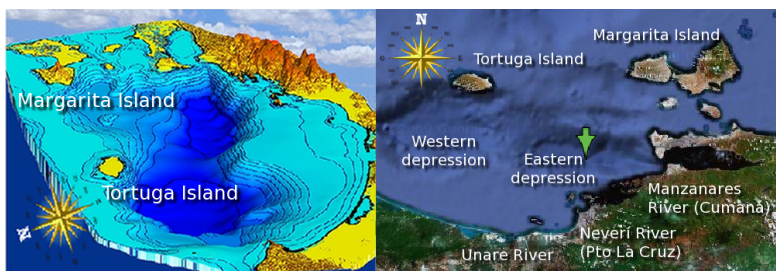 Margarita Island
Tortuga Island
N
N
Tortuga Island
Margarita Island
Western
depression
Eastern
depression
Manzanares
River (Cumaná)
Neverí River
(Pto La Cruz)
Unare River